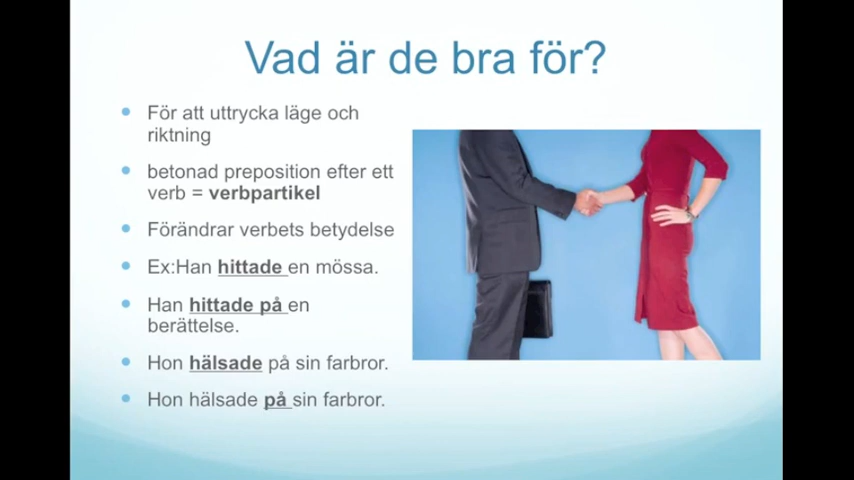 Vad är de bra för?
För att uttrycka läge och
riktning
betonad preposition efter ett
verb = verbpartikel
Förändrar verbets betydelse
Ex:Han hittade en mössa.
Han hittade på en
berättelse.
Hon hälsade på sin farbror.
Hon hälsade på sin farbror.